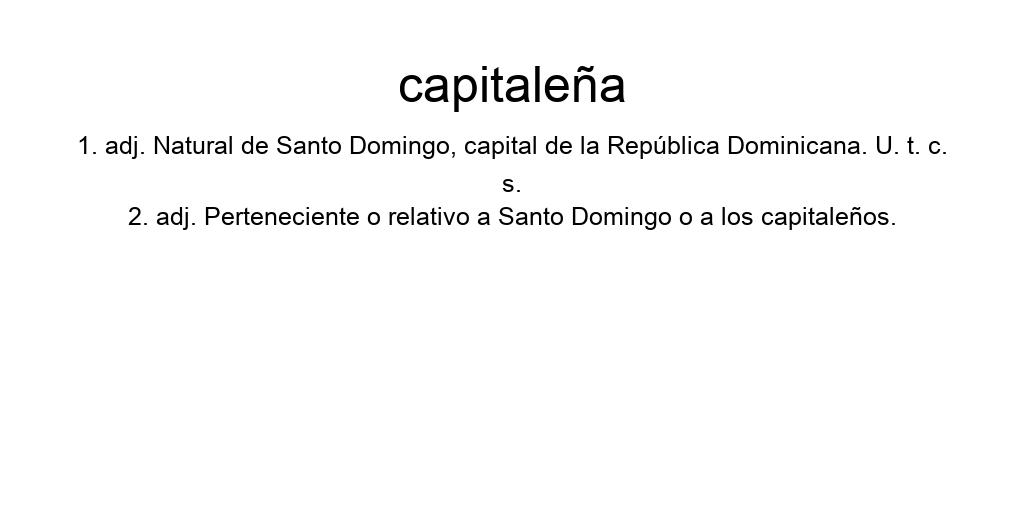 capitaleña
1. adj. Natural de Santo Domingo, capital de la República Dominicana. U. t. c.
s.
2. adj. Perteneciente o relativo a Santo Domingo o a los capitaleños.